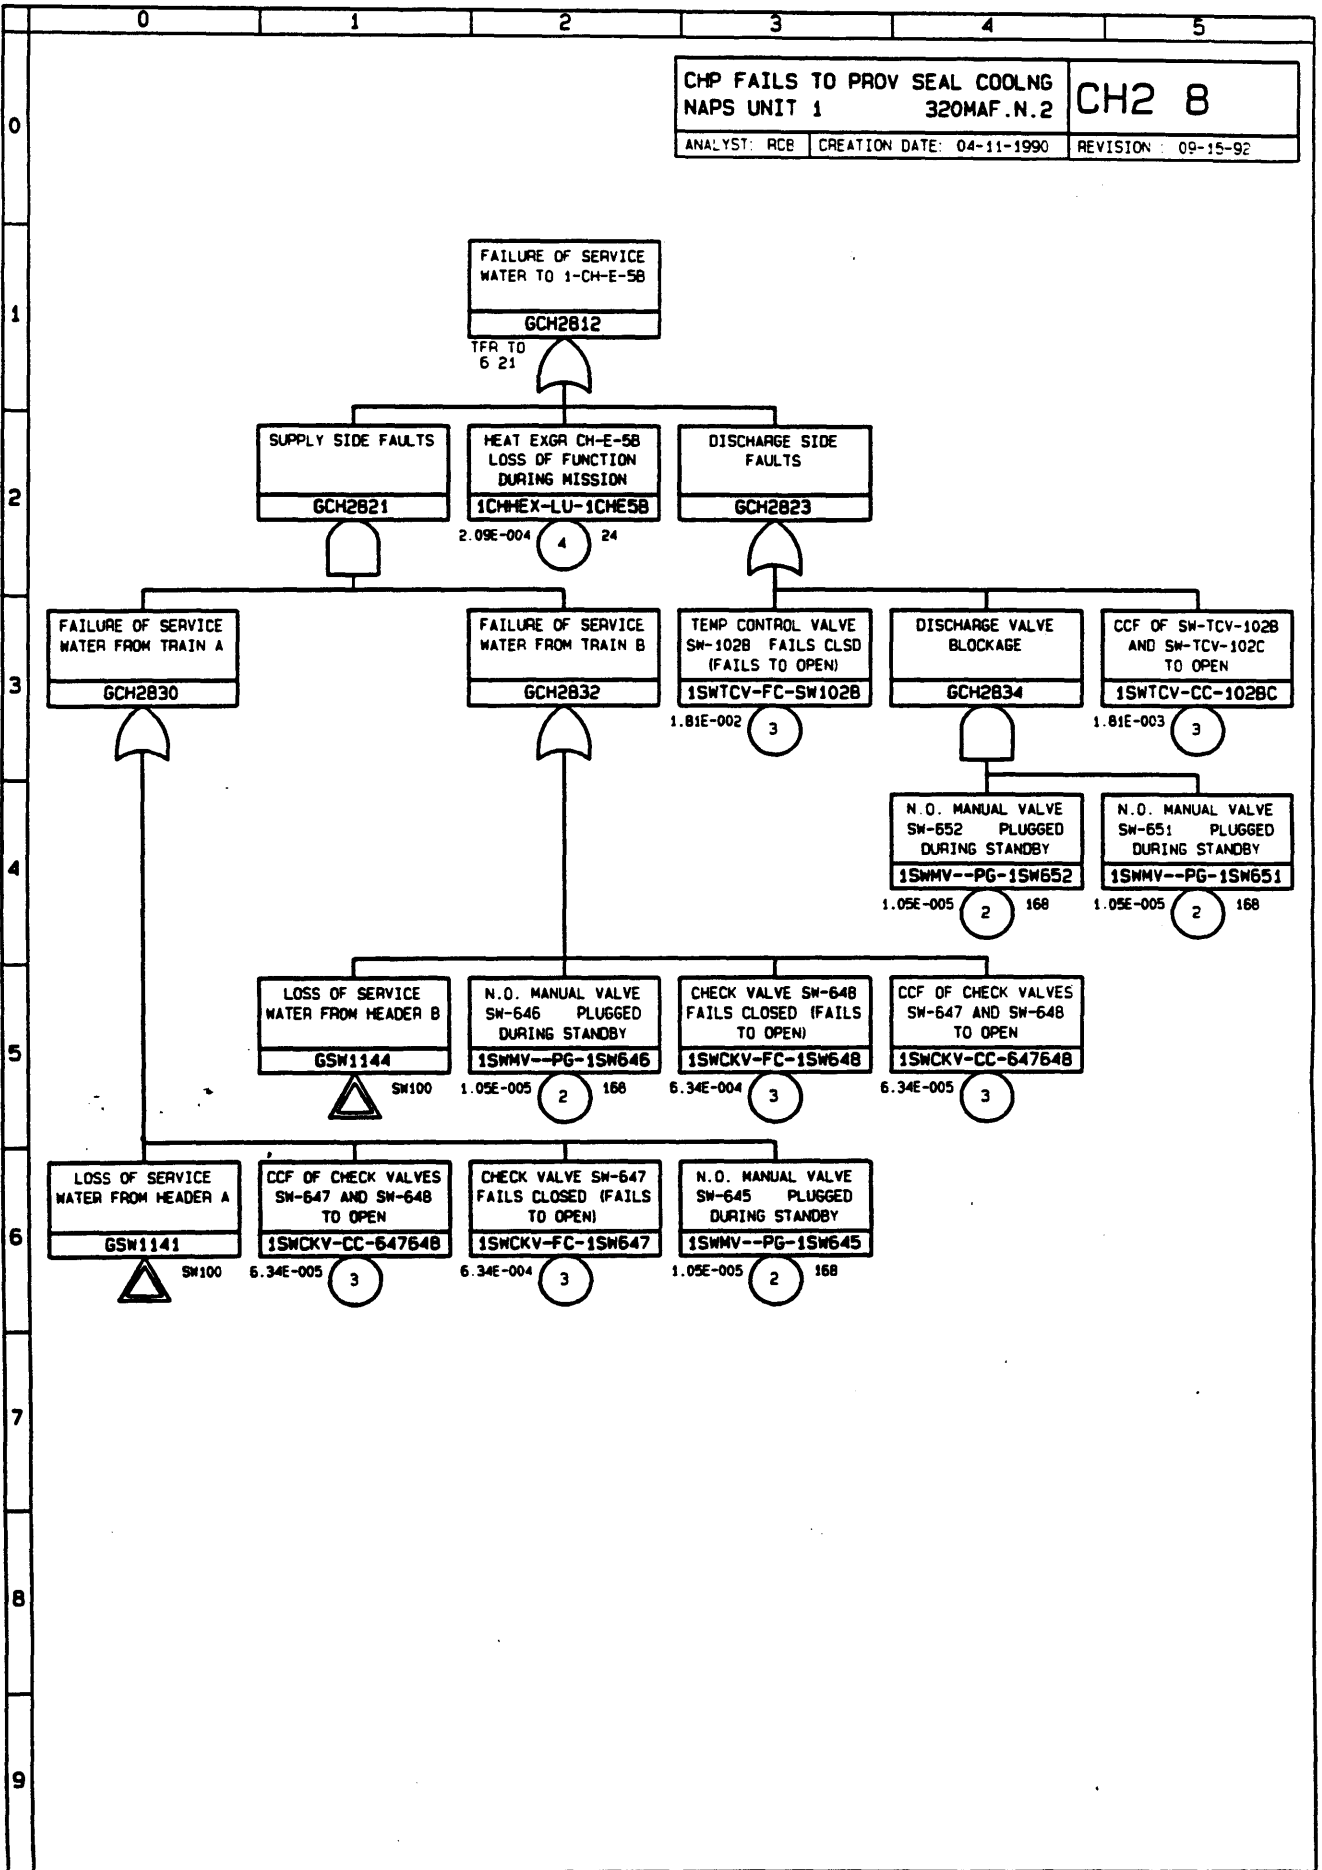 0 1 2 3 4 5
CHP FAILS TO PROV SEAL COOLNG
NAPS UNIT 1 320MAF.N.2
CH2 8
ANALYST: RCB CREATION DATE: 04-11-1990 REVISION : 09-15-92
0
FAILURE OF SERVICE
WATER TO 1-CH-E-5B
GCH2812
TFR TO
6 21
1
SUPPLY SIDE FAULTS
GCH2821
HEAT EXGR CH-E-5B
LOSS OF FUNCTION
DURING MISSION
1CHHEX-LU-1CHE5B
2.09E-004 4 24
DISCHARGE SIDE
FAULTS
GCH2823
2
FAILURE OF SERVICE
WATER FROM TRAIN A
GCH2830
FAILURE OF SERVICE
WATER FROM TRAIN B
GCH2832
TEMP CONTROL VALVE
SW-102B FAILS CLSD
(FAILS TO OPEN)
1SWTCV-FC-SW102B
1.81E-002 3
DISCHARGE VALVE
BLOCKAGE
GCH2834
CCF OF SW-TCV-102B
AND SW-TCV-102C
TO OPEN
1SWTCV-CC-102BC
1.81E-003 3
3
N.O. MANUAL VALVE
SW-652 PLUGGED
DURING STANDBY
1SWMV--PG-1SW652
1.05E-005 2 168
N.O. MANUAL VALVE
SW-651 PLUGGED
DURING STANDBY
1SWMV--PG-1SW651
1.05E-005 2 168
4
LOSS OF SERVICE
WATER FROM HEADER B
GSW1144
SW100
N.O. MANUAL VALVE
SW-646 PLUGGED
DURING STANDBY
1SWMV--PG-1SW646
1.05E-005 2 168
CHECK VALVE SW-648
FAILS CLOSED (FAILS
TO OPEN)
1SWCKV-FC-1SW648
6.34E-004 3
CCF OF CHECK VALVES
SW-647 AND SW-648
TO OPEN
1SWCKV-CC-647648
6.34E-005 3
5
LOSS OF SERVICE
WATER FROM HEADER A
GSW1141
SW100
CCF OF CHECK VALVES
SW-647 AND SW-648
TO OPEN
1SWCKV-CC-647648
6.34E-005 3
CHECK VALVE SW-647
FAILS CLOSED (FAILS
TO OPEN)
1SWCKV-FC-1SW647
6.34E-004 3
N.O. MANUAL VALVE
SW-645 PLUGGED
DURING STANDBY
1SWMV--PG-1SW645
1.05E-005 2 168
6
7
8
9